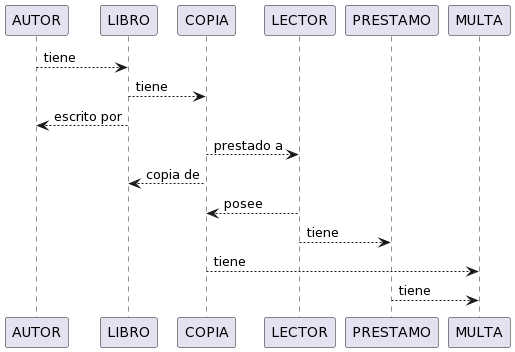 AUTOR LIBRO COPIA LECTOR PRESTAMO MULTA
tiene
tiene
escrito por
prestado a
copia de
posee
tiene
tiene
tiene
AUTOR LIBRO COPIA LECTOR PRESTAMO MULTA